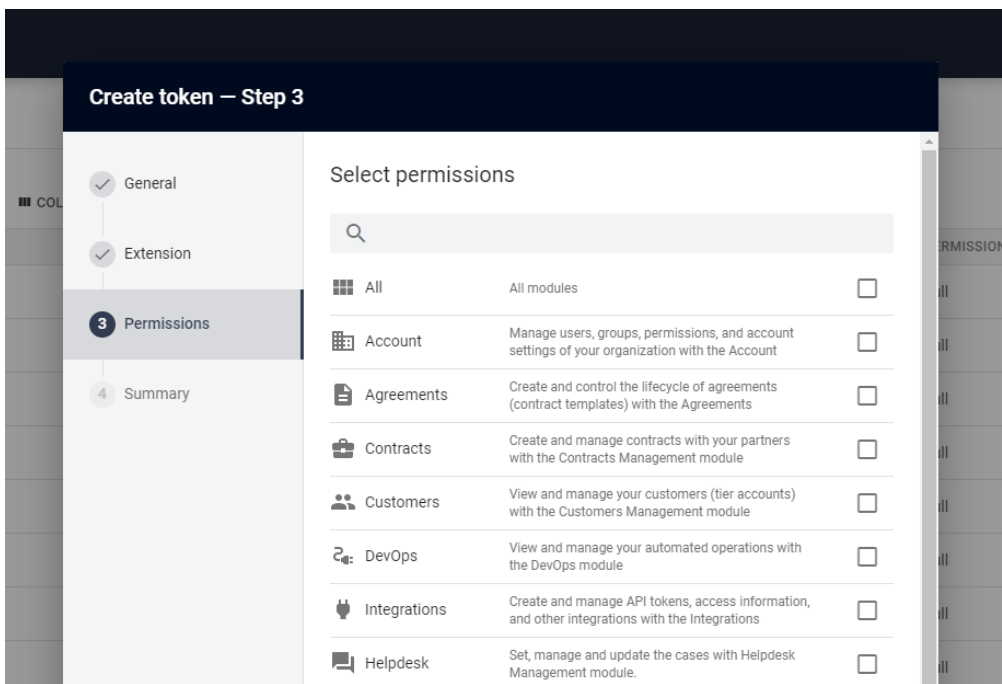 Create token — Step 3
General
Extension
3 Permissions
4 Summary
Select permissions
All
All modules
Account
Manage users, groups, permissions, and account
settings of your organization with the Account
Agreements
Create and control the lifecycle of agreements
(contract templates) with the Agreements
Contracts
Create and manage contracts with your partners
with the Contracts Management module
Customers
View and manage your customers (tier accounts)
with the Customers Management module
DevOps
View and manage your automated operations with
the DevOps module
Integrations
Create and manage API tokens, access information,
and other integrations with the Integrations
Helpdesk
Set, manage and update the cases with Helpdesk
Management module.